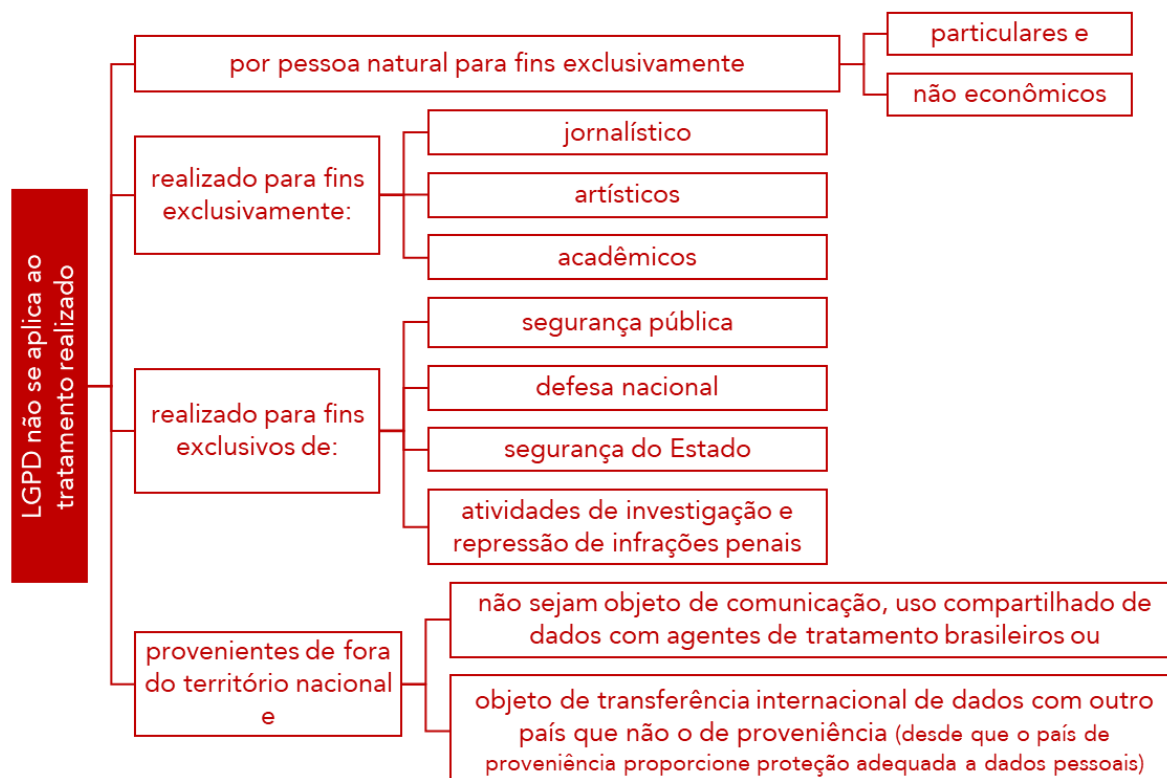 LGPD não se aplica ao
tratamento realizado
por pessoa natural para fins exclusivamente
particulares e
não econômicos
realizado para fins
exclusivamente:
jornalístico
artísticos
acadêmicos
realizado para fins
exclusivos de:
segurança pública
defesa nacional
segurança do Estado
atividades de investigação e
repressão de infrações penais
provenientes de fora
do território nacional
e
não sejam objeto de comunicação, uso compartilhado de
dados com agentes de tratamento brasileiros ou
objeto de transferência internacional de dados com outro
país que não o de proveniência (desde que o país de
proveniência proporcione proteção adequada a dados pessoais)